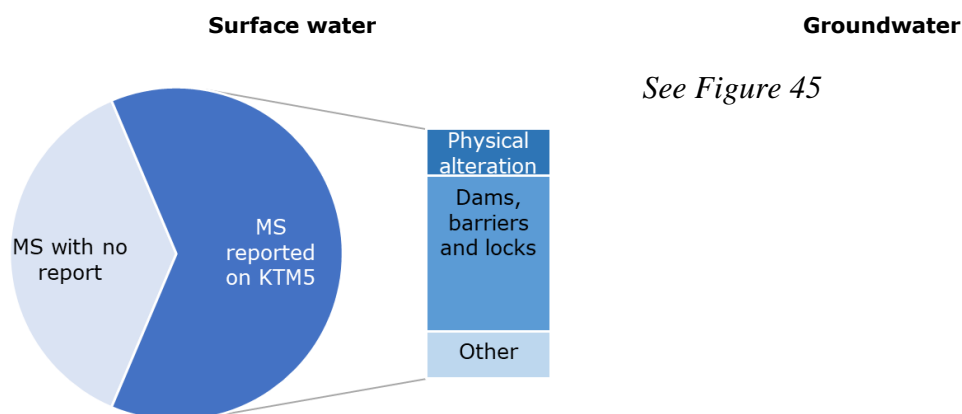 Surface water
Groundwater
See Figure 45
MS with no
report
MS
reported
on KTM5
Physical
alteration
Dams,
barriers
and locks
Other